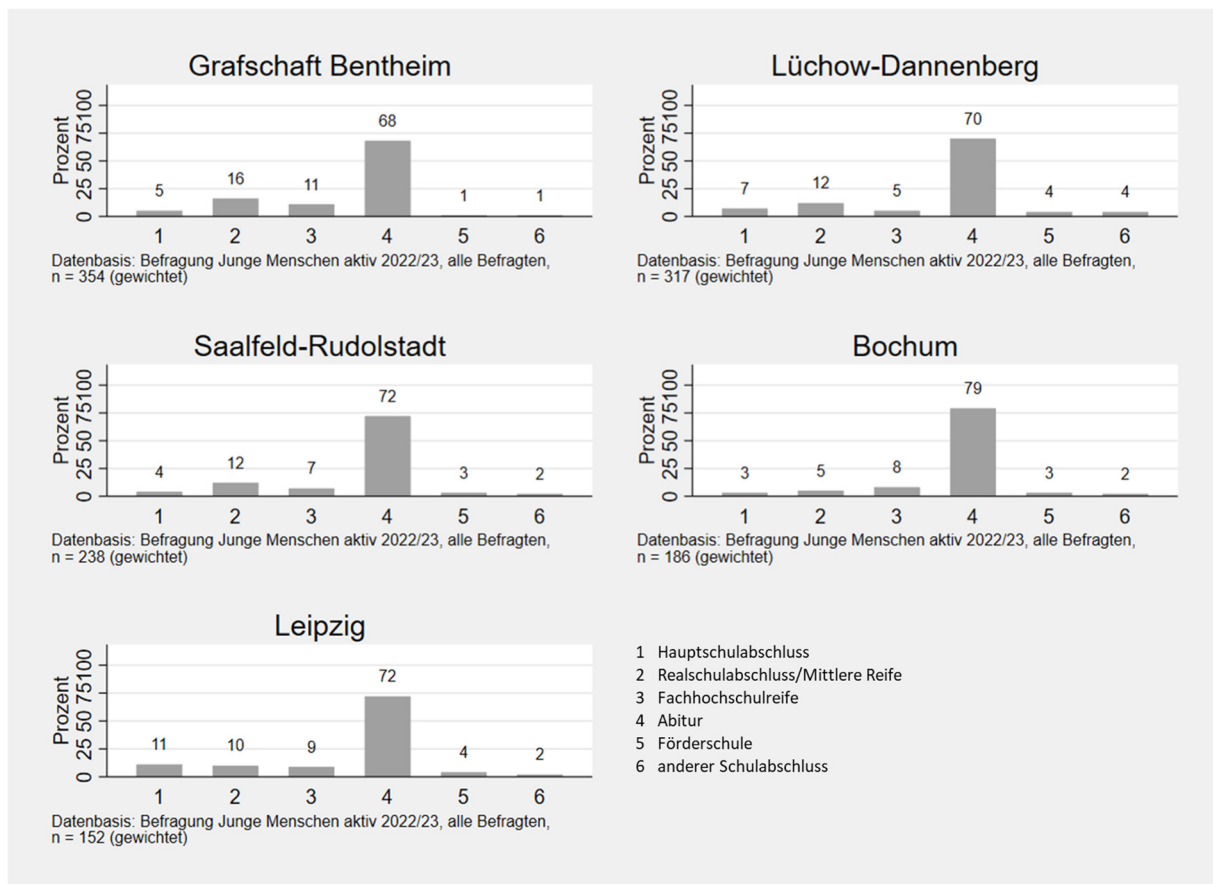 Grafschaft Bentheim
Prozent
0 25 50 75 100
5 16 11 68 1 1
1 2 3 4 5 6
Datenbasis: Befragung Junge Menschen aktiv 2022/23, alle Befragten,
n = 354 (gewichtet)
Lüchow-Dannenberg
Prozent
0 25 50 75 100
7 12 5 70 4 4
1 2 3 4 5 6
Datenbasis: Befragung Junge Menschen aktiv 2022/23, alle Befragten,
n = 317 (gewichtet)
Saalfeld-Rudolstadt
Prozent
0 25 50 75 100
4 12 7 72 3 2
1 2 3 4 5 6
Datenbasis: Befragung Junge Menschen aktiv 2022/23, alle Befragten,
n = 238 (gewichtet)
Bochum
Prozent
0 25 50 75 100
3 5 8 79 3 2
1 2 3 4 5 6
Datenbasis: Befragung Junge Menschen aktiv 2022/23, alle Befragten,
n = 186 (gewichtet)
Leipzig
Prozent
0 25 50 75 100
11 10 9 72 4 2
1 2 3 4 5 6
Datenbasis: Befragung Junge Menschen aktiv 2022/23, alle Befragten,
n = 152 (gewichtet)
1 Hauptschulabschluss
2 Realschulabschluss/Mittlere Reife
3 Fachhochschulreife
4 Abitur
5 Förderschule
6 anderer Schulabschluss